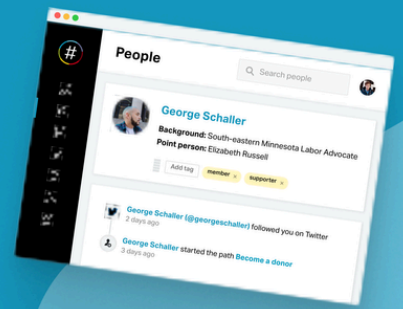 #
People
Search people
George Schaller
Background: South-eastern Minnesota Labor Advocate
Point person: Elizabeth Russell
Add tag member × supporter ×
George Schaller (@georgeschaller) followed you on Twitter
2 days ago
George Schaller started the path Become a donor
3 days ago